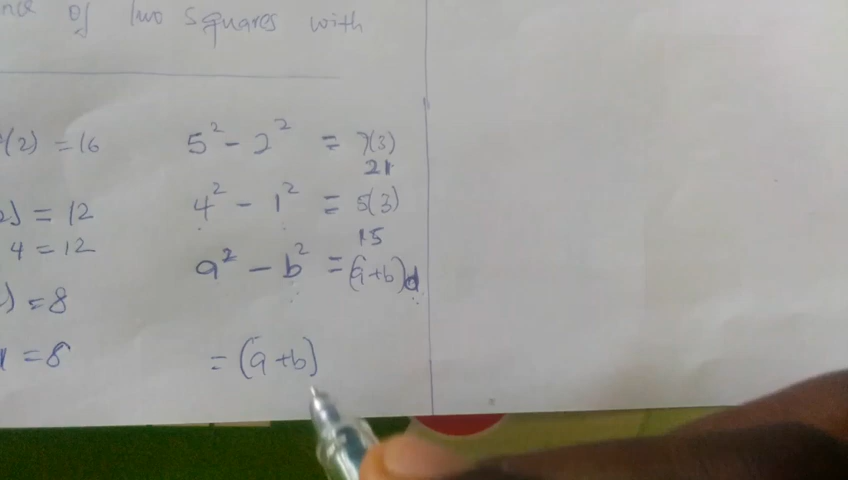 of two squares with
(2) = 16
) = 12
4 = 12
) = 8
= 8
5² - 2² = 7(3)
21
4² - 1² = 5(3)
15
a² - b² = (a+b)d
= (a+b)